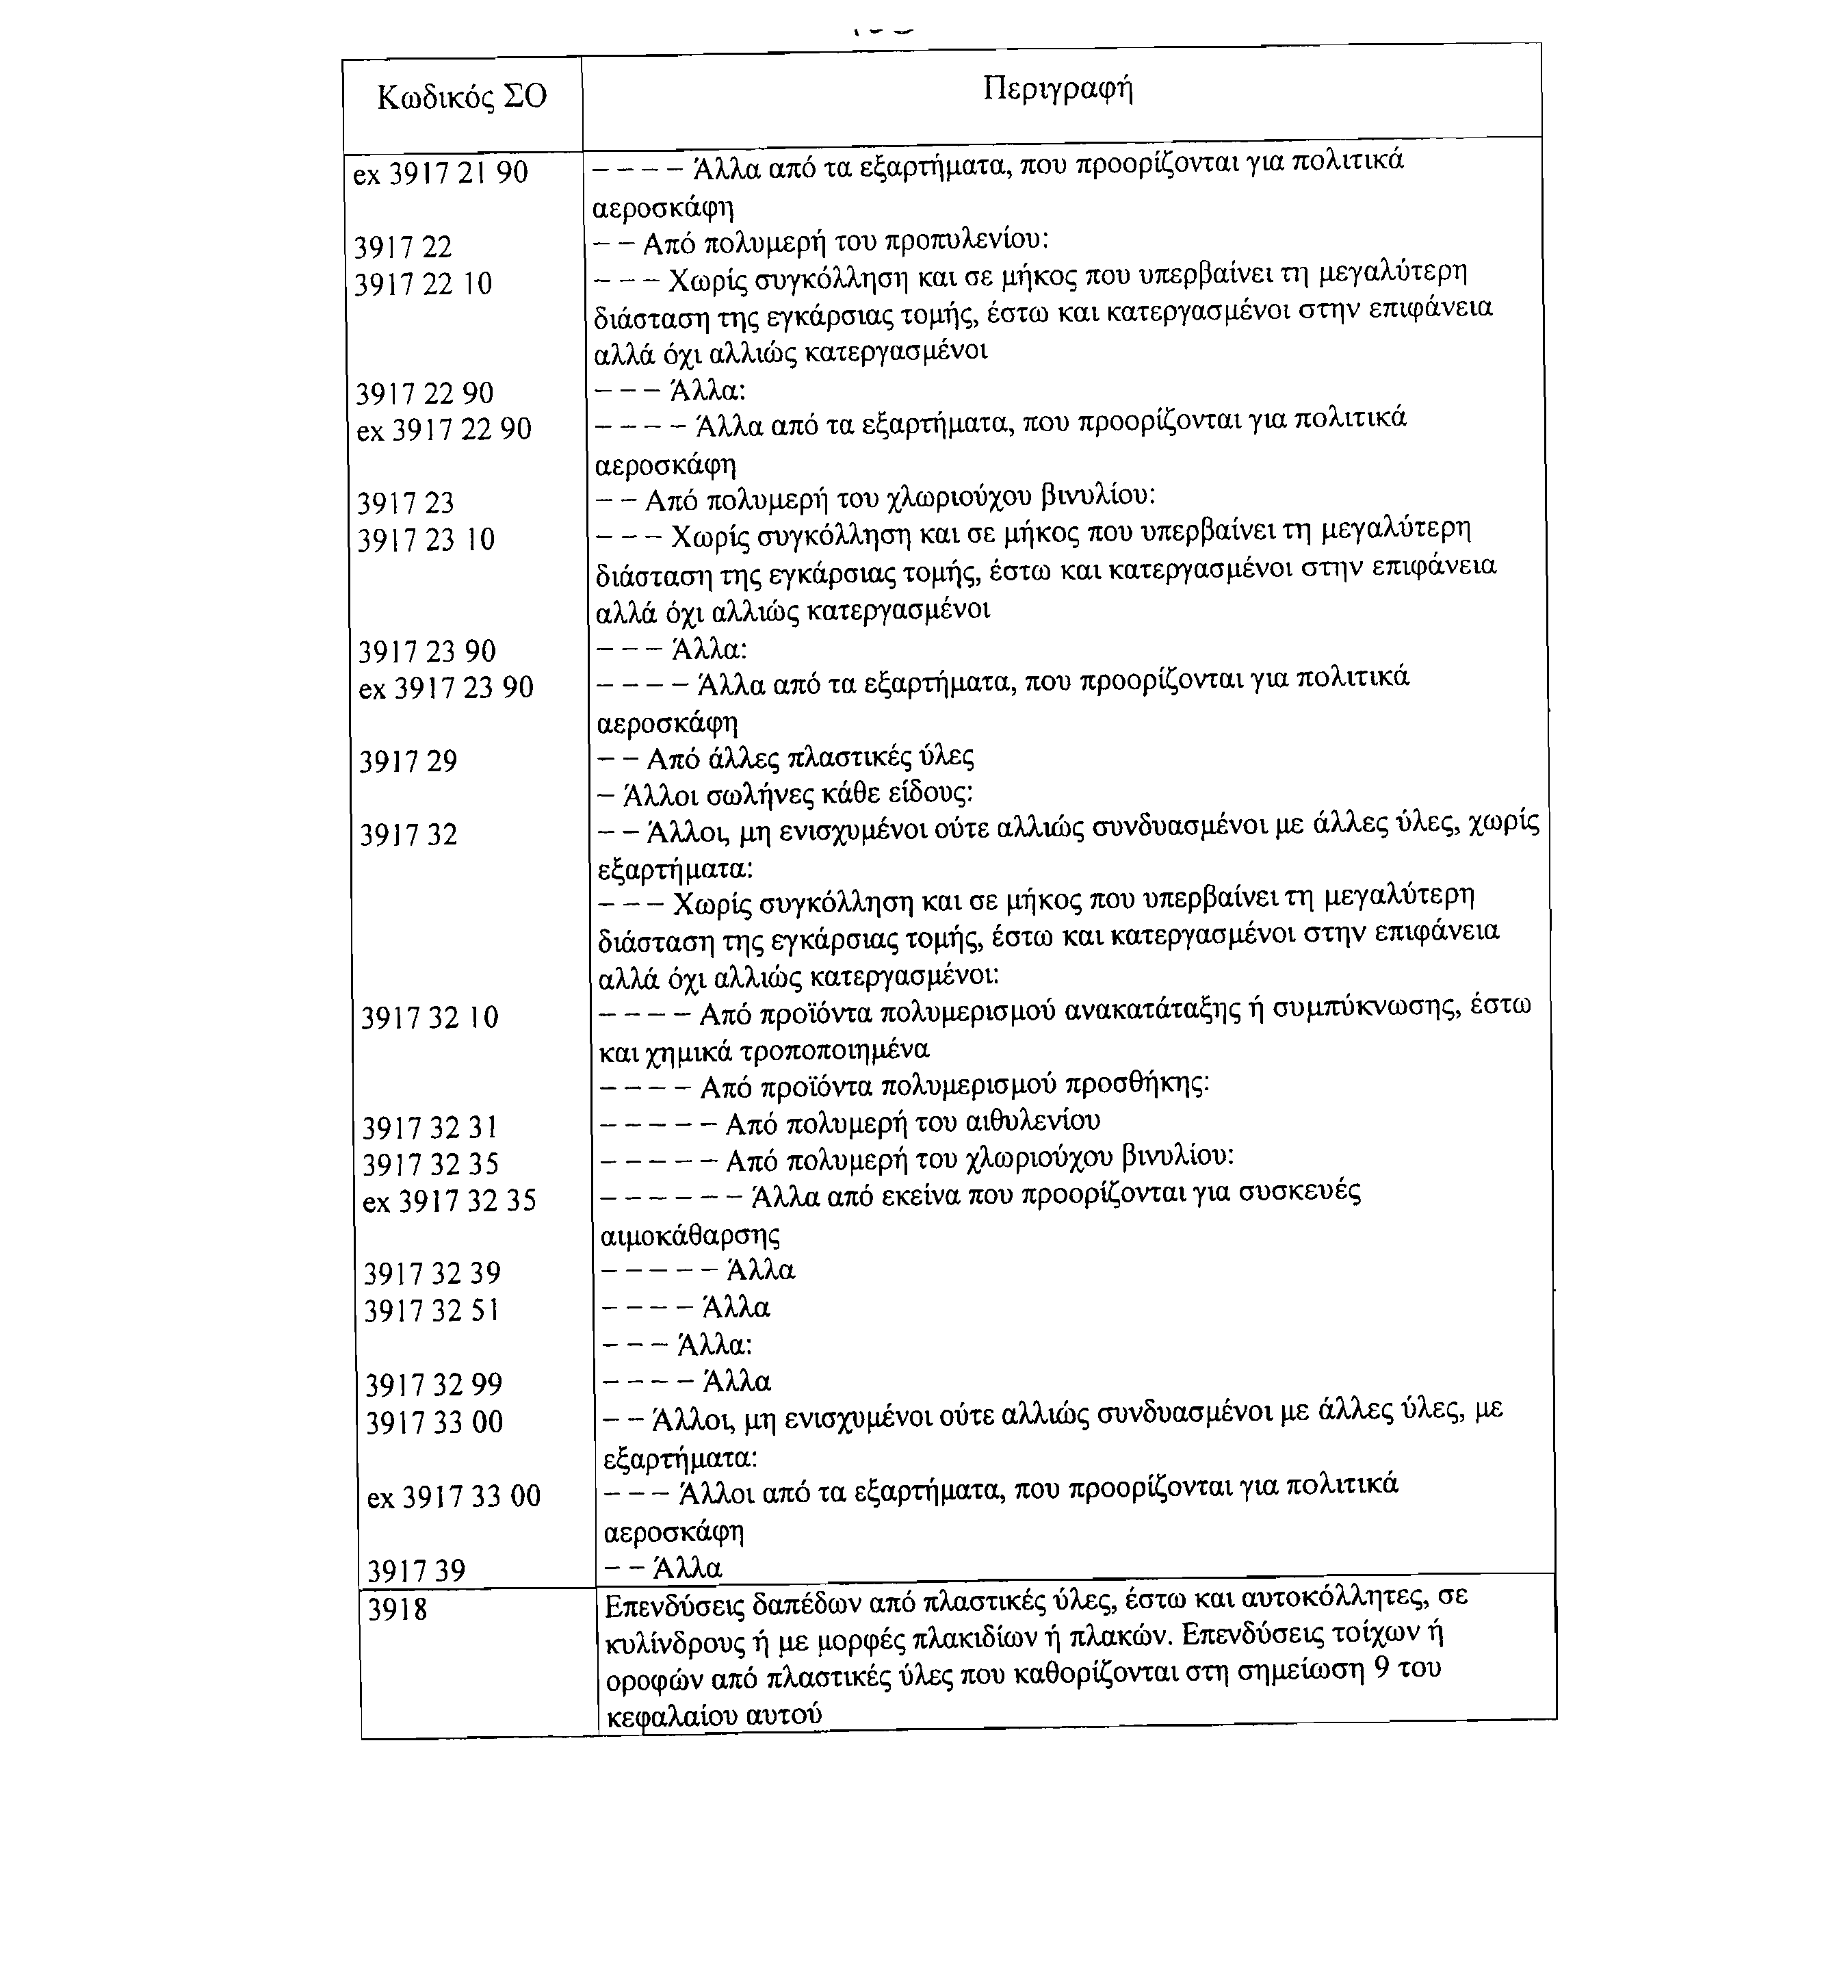 Κωδικός ΣΟ
Περιγραφή
ex 3917 21 90
– – – – Άλλα από τα εξαρτήματα, που προορίζονται για πολιτικά
αεροσκάφη
3917 22
– – Από πολυμερή του προπυλενίου:
3917 22 10
– – – Χωρίς συγκόλληση και σε μήκος που υπερβαίνει τη μεγαλύτερη
διάσταση της εγκάρσιας τομής, έστω και κατεργασμένοι στην επιφάνεια
αλλά όχι αλλιώς κατεργασμένοι
3917 22 90
– – – Άλλα:
ex 3917 22 90
– – – – Άλλα από τα εξαρτήματα, που προορίζονται για πολιτικά
αεροσκάφη
3917 23
– – Από πολυμερή του χλωριούχου βινυλίου:
3917 23 10
– – – Χωρίς συγκόλληση και σε μήκος που υπερβαίνει τη μεγαλύτερη
διάσταση της εγκάρσιας τομής, έστω και κατεργασμένοι στην επιφάνεια
αλλά όχι αλλιώς κατεργασμένοι
3917 23 90
– – – Άλλα:
ex 3917 23 90
– – – – Άλλα από τα εξαρτήματα, που προορίζονται για πολιτικά
αεροσκάφη
3917 29
– – Από άλλες πλαστικές ύλες
– Άλλοι σωλήνες κάθε είδους:
3917 32
– – Άλλοι, μη ενισχυμένοι ούτε αλλιώς συνδυασμένοι με άλλες ύλες, χωρίς
εξαρτήματα:
– – – Χωρίς συγκόλληση και σε μήκος που υπερβαίνει τη μεγαλύτερη
διάσταση της εγκάρσιας τομής, έστω και κατεργασμένοι στην επιφάνεια
αλλά όχι αλλιώς κατεργασμένοι:
3917 32 10
– – – – Από προϊόντα πολυμερισμού ανακατάταξης ή συμπύκνωσης, έστω
και χημικά τροποποιημένα
– – – – Από προϊόντα πολυμερισμού προσθήκης:
3917 32 31
– – – – – Από πολυμερή του αιθυλενίου
3917 32 35
– – – – – Από πολυμερή του χλωριούχου βινυλίου:
ex 3917 32 35
– – – – – – Άλλα από εκείνα που προορίζονται για συσκευές
αιμοκάθαρσης
3917 32 39
– – – – – Άλλα
3917 32 51
– – – – Άλλα
– – – Άλλα:
3917 32 99
– – – – Άλλα
3917 33 00
– – Άλλοι, μη ενισχυμένοι ούτε αλλιώς συνδυασμένοι με άλλες ύλες, με
εξαρτήματα:
ex 3917 33 00
– – – Άλλοι από τα εξαρτήματα, που προορίζονται για πολιτικά
αεροσκάφη
3917 39
– – Άλλα
3918
Επενδύσεις δαπέδων από πλαστικές ύλες, έστω και αυτοκόλλητες, σε
κυλίνδρους ή με μορφές πλακιδίων ή πλακών. Επενδύσεις τοίχων ή
οροφών από πλαστικές ύλες που καθορίζονται στη σημείωση 9 του
κεφαλαίου αυτού